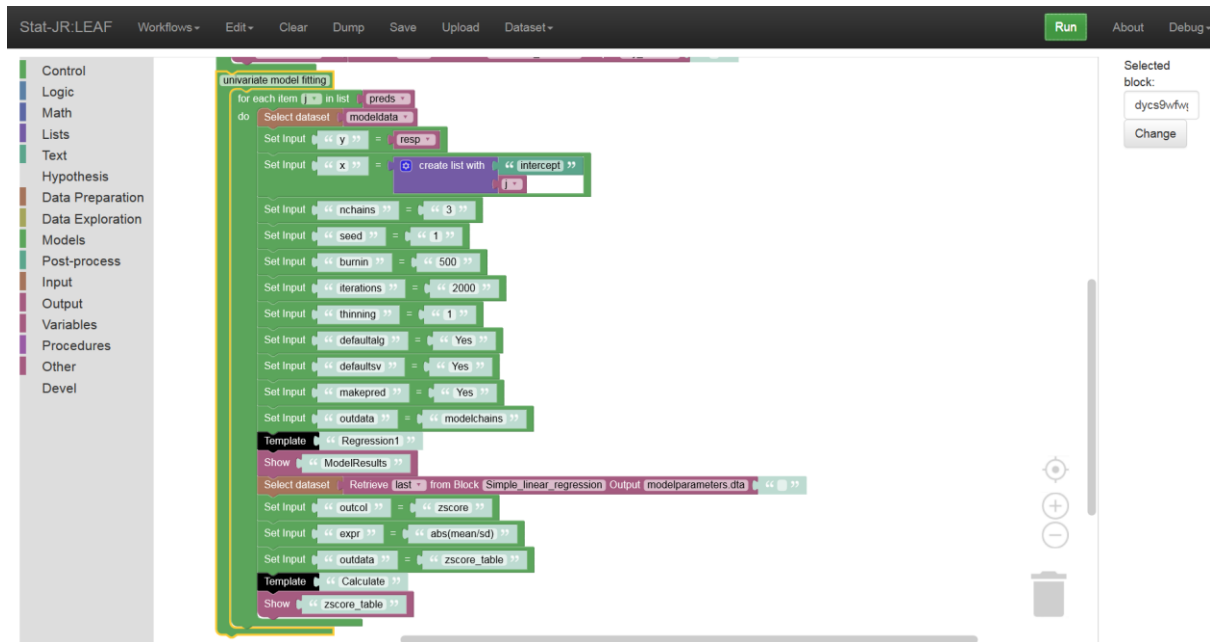 Stat-JR:LEAF Workflows Edit Clear Dump Save Upload Dataset Run About Debug
Control
Logic
Math
Lists
Text
Hypothesis
Data Preparation
Data Exploration
Models
Post-process
Input
Output
Variables
Procedures
Other
Devel
univariate model fitting
for each item j in list preds
do Select dataset modeldata
Set Input “ y ” = resp
Set Input “ x ” = create list with “ intercept ”
j
Set Input “ nchains ” = “ 3 ”
Set Input “ seed ” = “ 1 ”
Set Input “ burnin ” = “ 500 ”
Set Input “ iterations ” = “ 2000 ”
Set Input “ thinning ” = “ 1 ”
Set Input “ defaultalg ” = “ Yes ”
Set Input “ defaultsv ” = “ Yes ”
Set Input “ makepred ” = “ Yes ”
Set Input “ outdata ” = “ modelchains ”
Template “ Regression1 ”
Show “ ModelResults ”
Select dataset Retrieve last from Block Simple_linear_regression Output modelparameters.dta “ ”
Set Input “ outcol ” = “ zscore ”
Set Input “ expr ” = “ abs(mean/sd) ”
Set Input “ outdata ” = “ zscore_table ”
Template “ Calculate ”
Show “ zscore_table ”
Selected
block:
Change